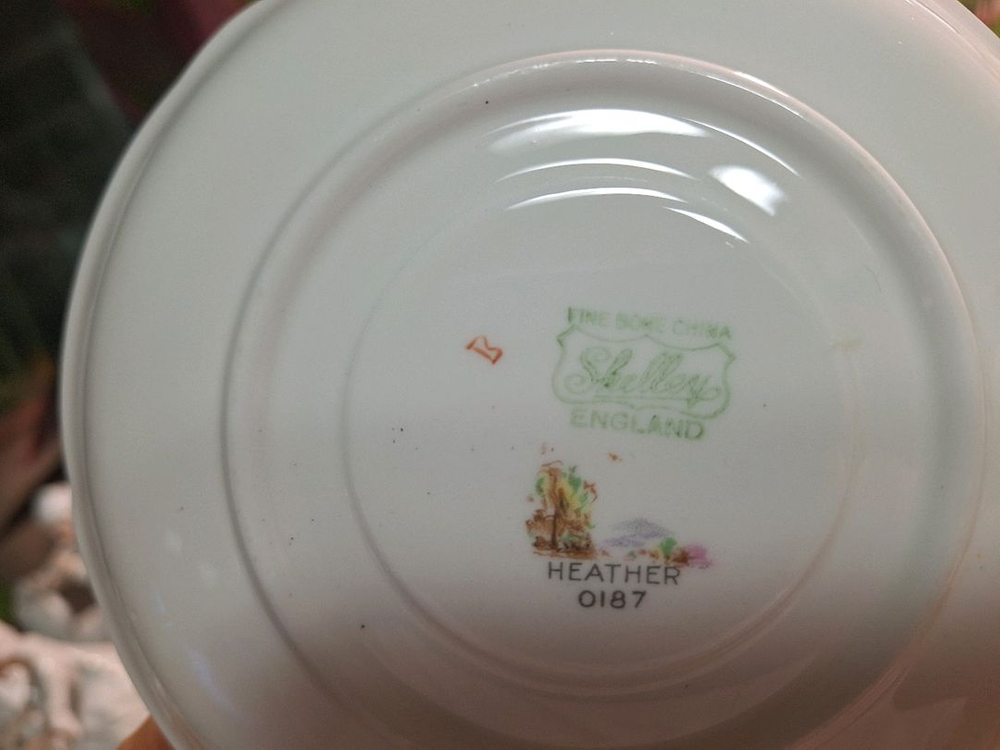 FINE BONE CHINA
Shelley
ENGLAND
HEATHER
0187